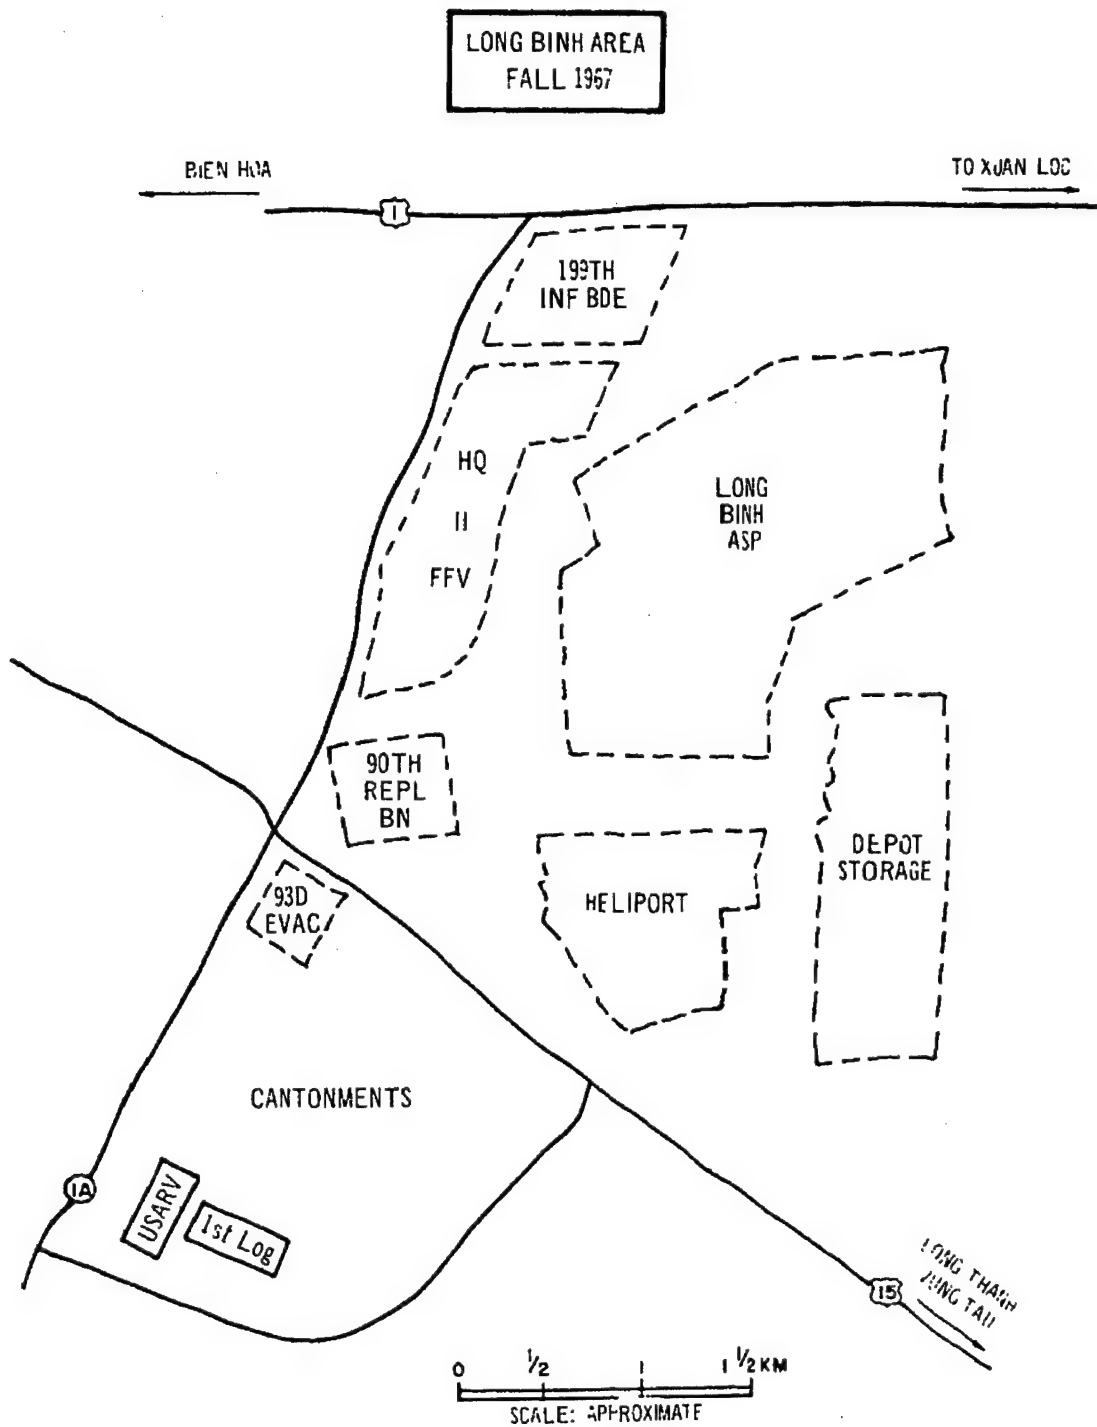 LONG BINH AREA
FALL 1967
BIEN HOA
TO XUAN LOC
1
199TH
INF BDE
HQ
II
FFV
LONG
BINH
ASP
90TH
REPL
BN
93D
EVAC
HELIPORT
DEPOT
STORAGE
CANTONMENTS
1A
USARV
1st Log
15
LONG THANH
VUNG TAU
0 1/2 1 1 1/2 KM
SCALE: APPROXIMATE